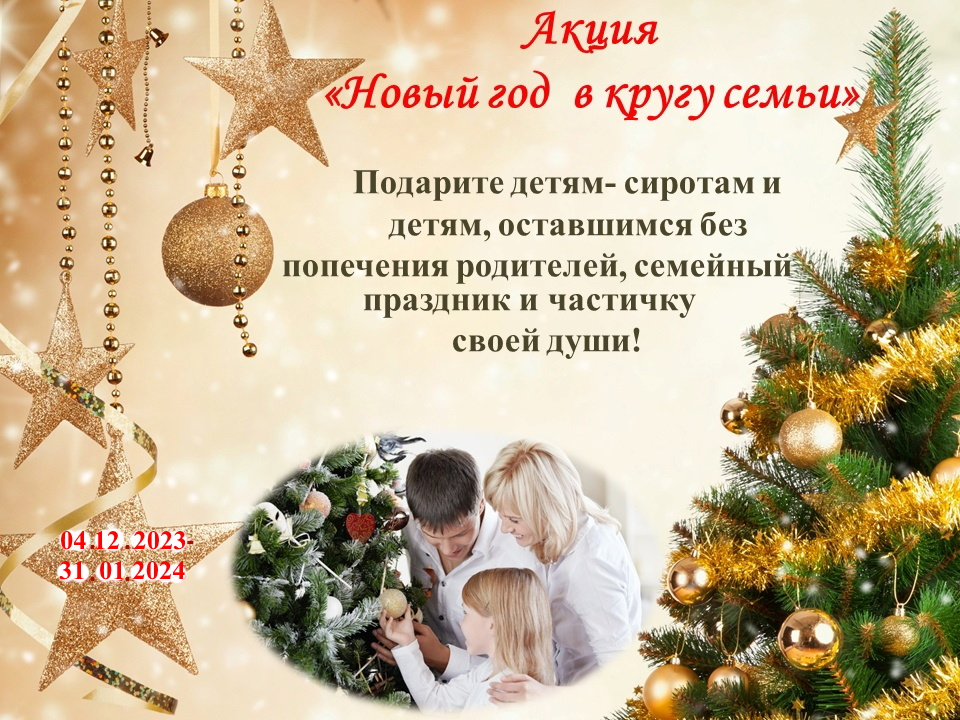 Акция
«Новый год в кругу семьи»
Подарите детям- сиротам и
детям, оставшимся без
попечения родителей, семейный
праздник и частичку
своей души!
04.12 .2023-
31 .01.2024